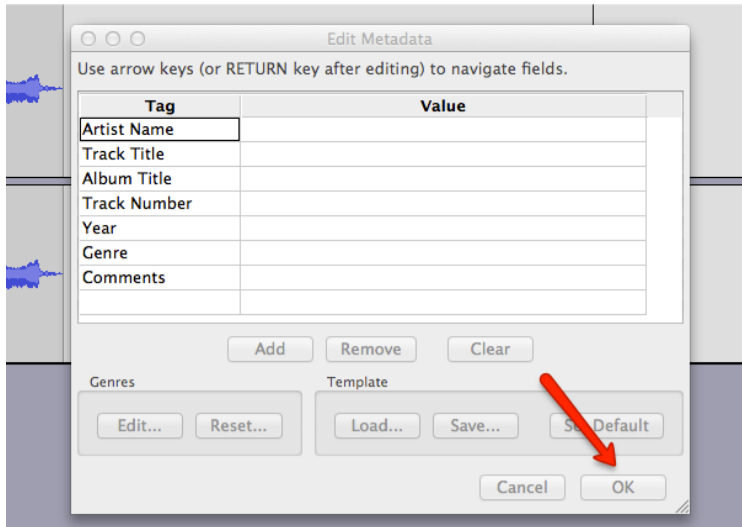 Edit Metadata
Use arrow keys (or RETURN key after editing) to navigate fields.
Tag Value
Artist Name
Track Title
Album Title
Track Number
Year
Genre
Comments
Add Remove Clear
Genres Template
Edit... Reset... Load... Save... Default
Cancel OK